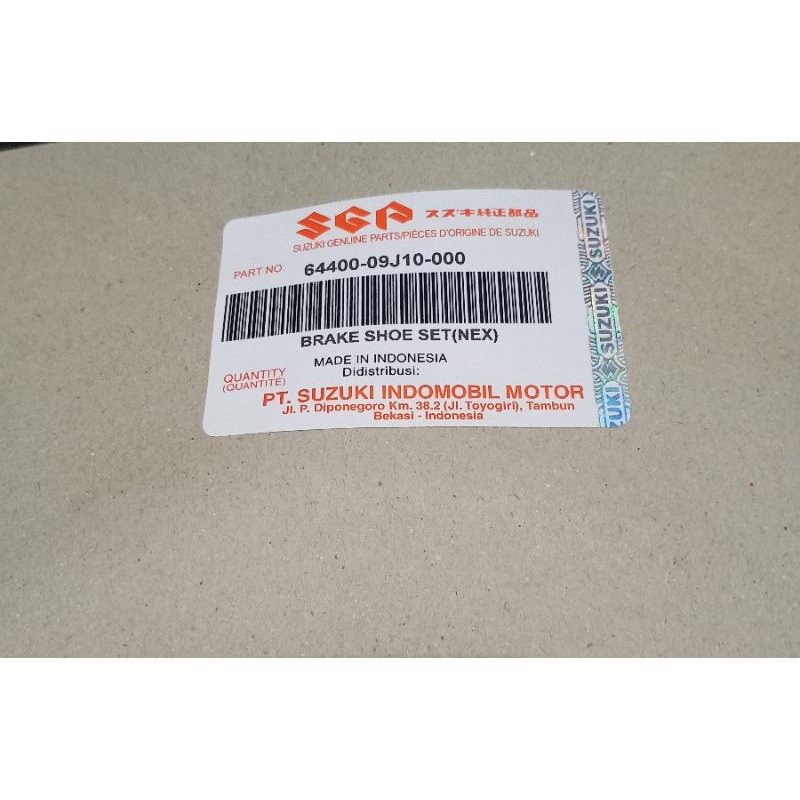 SGP スズキ純正部品
SUZUKI GENUINE PARTS/PIÈCES D'ORIGINE DE SUZUKI
PART NO. 64400-09J10-000
BRAKE SHOE SET(NEX)
MADE IN INDONESIA
Didistribusi:
QUANTITY
(QUANTITE)
PT. SUZUKI INDOMOBIL MOTOR
Jl. P. Diponegoro Km. 38.2 (Jl. Toyogiri), Tambun
Bekasi - Indonesia
SUZUKI
SUZUKI
UZUKI